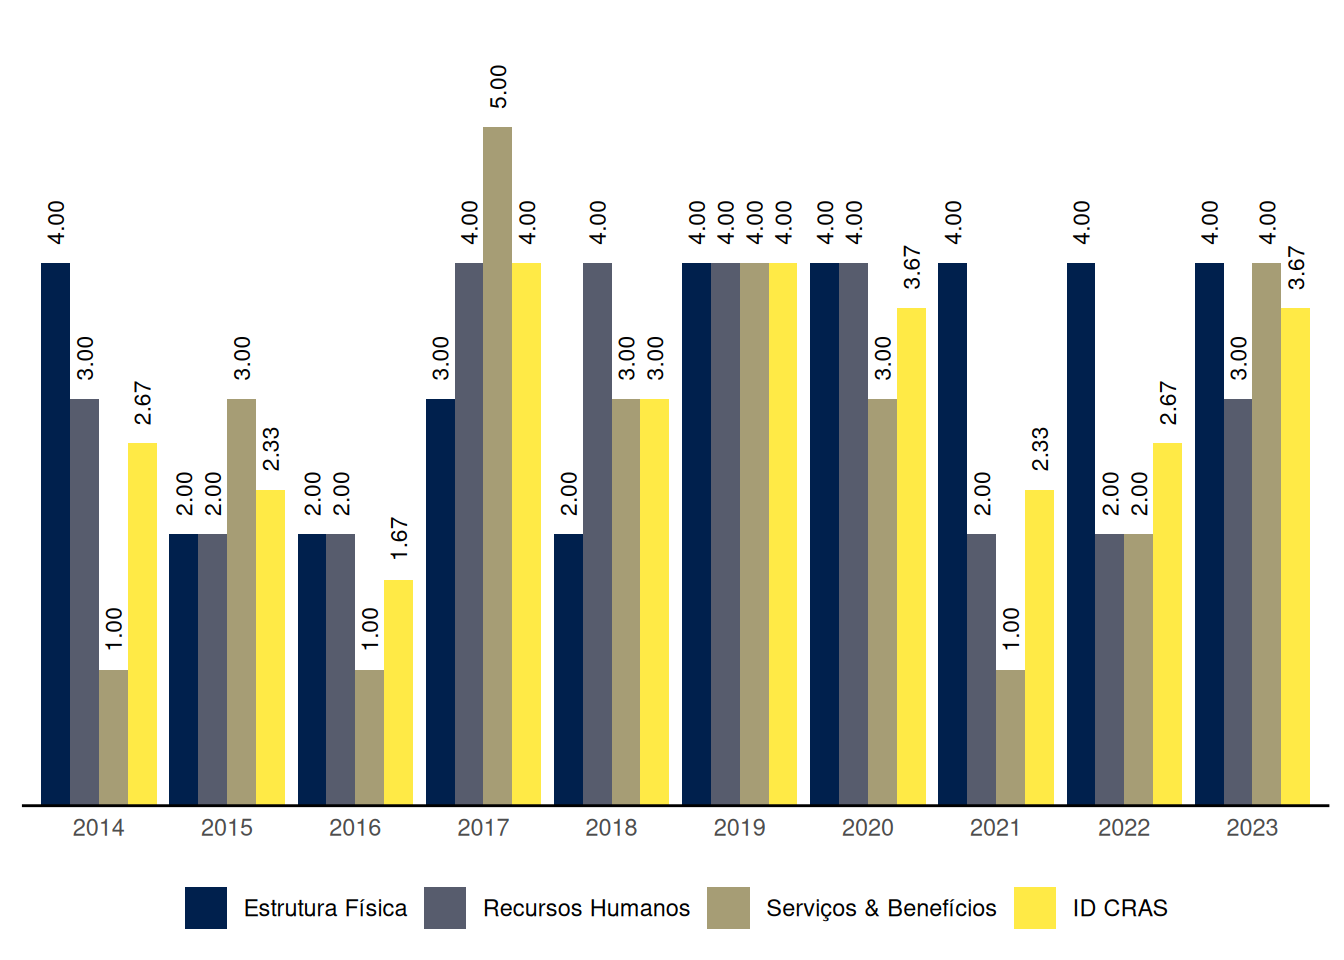 5.00
4.00 4.00 4.00 4.00 4.00 4.00 4.00 4.00 4.00 4.00 4.00 4.00 4.00 4.00
3.67 3.67
3.00 3.00 3.00 3.00 3.00 3.00 3.00
2.67 2.67
2.33 2.33
2.00 2.00 2.00 2.00 2.00 2.00 2.00 2.00
1.67
1.00 1.00 1.00
2014 2015 2016 2017 2018 2019 2020 2021 2022 2023
Estrutura Física Recursos Humanos Serviços & Benefícios ID CRAS